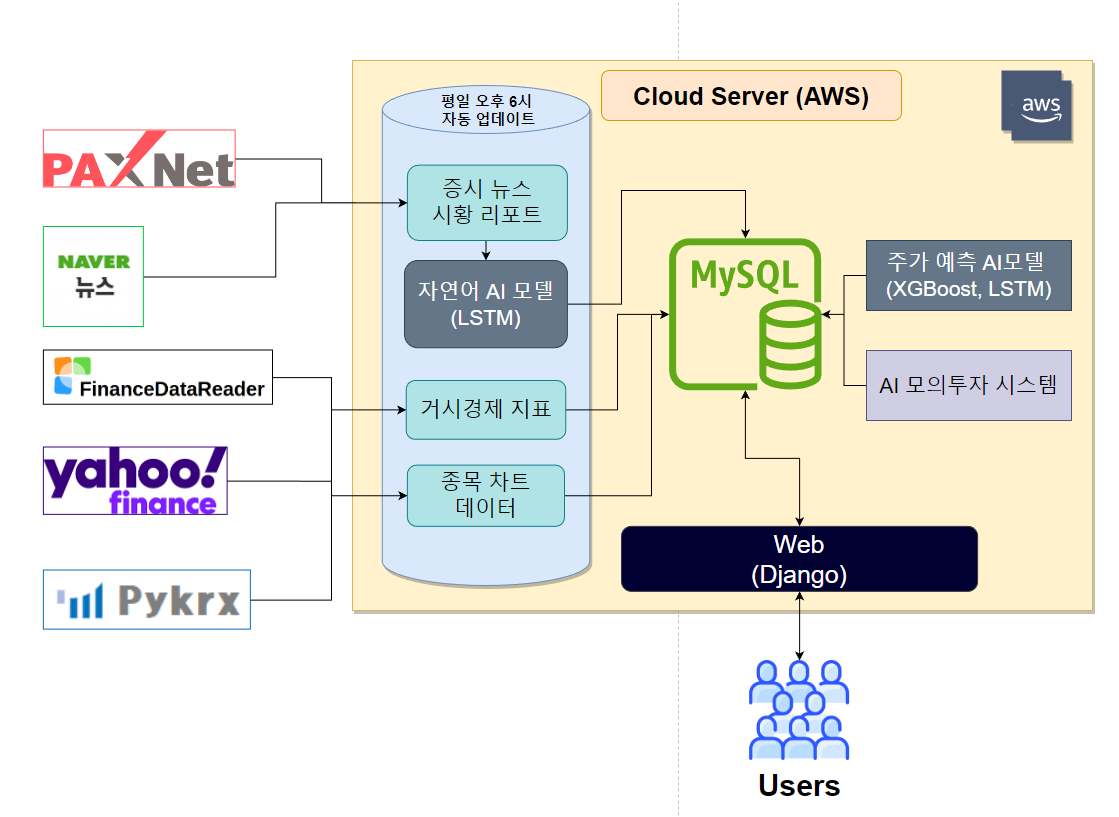 평일 오후 6시
자동 업데이트
Cloud Server (AWS)
aws
PAXNet
증시 뉴스
시황 리포트
NAVER
뉴스
자연어 AI 모델
(LSTM)
MySQL
주가 예측 AI모델
(XGBoost, LSTM)
FinanceDataReader
거시경제 지표
AI 모의투자 시스템
yahoo!
finance
종목 차트
데이터
Web
(Django)
Pykrx
Users